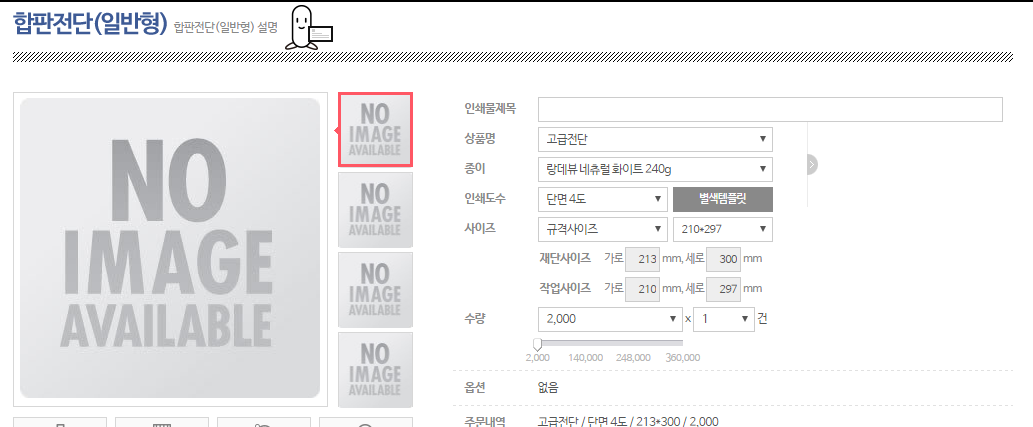 합판전단(일반형) 합판전단(일반형) 설명
NO
IMAGE
AVAILABLE
NO
IMAGE
AVAILABLE
NO
IMAGE
AVAILABLE
NO
IMAGE
AVAILABLE
NO
IMAGE
AVAILABLE
인쇄물제목
상품명 고급전단
종이 랑데뷰 네츄럴 화이트 240g
인쇄도수 단면 4도 별색템플릿
사이즈 규격사이즈 210*297
재단사이즈 가로 213 mm, 세로 300 mm
작업사이즈 가로 210 mm, 세로 297 mm
수량 2,000 x 1 건
2,000 140,000 248,000 360,000
옵션 없음
주문내역 고급전단 / 단면 4도 / 213*300 / 2,000